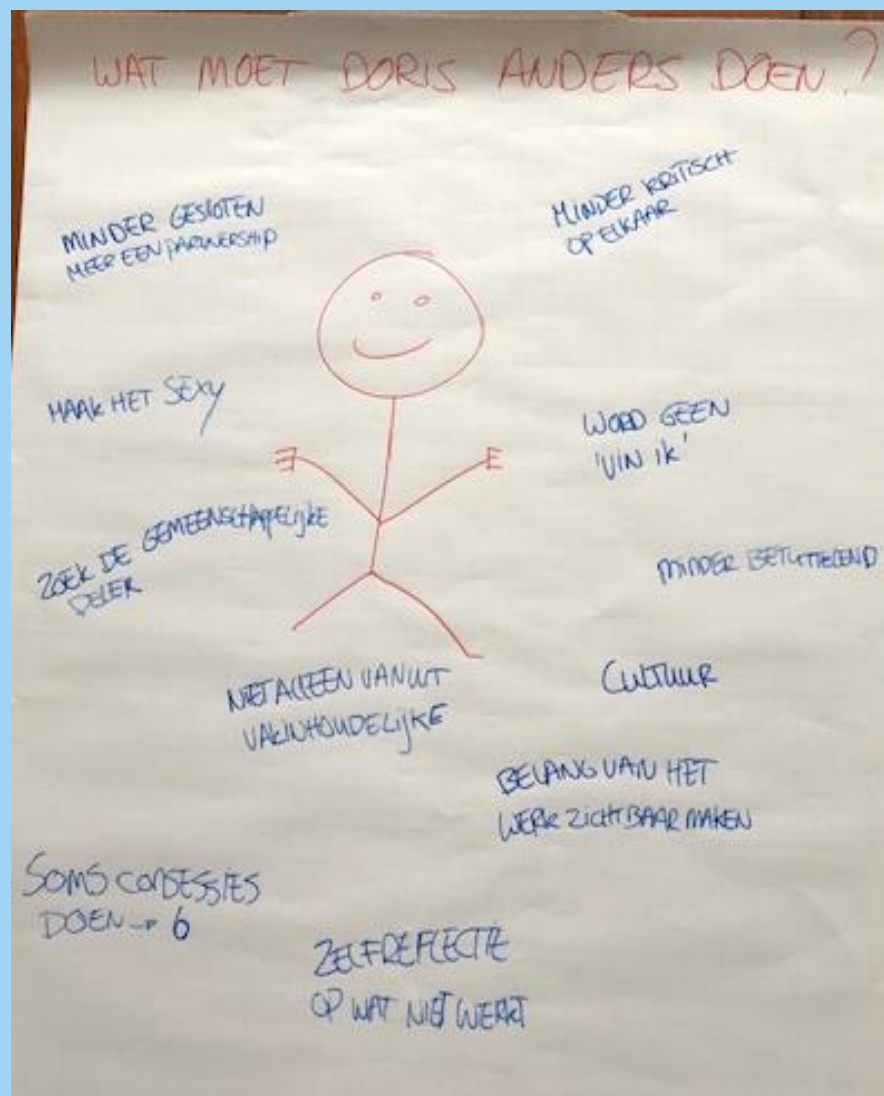 WAT MOET DORIS ANDERS DOEN?
MINDER GESLOTEN
MEER EEN PARTNERSHIP
MINDER KRITISCH
OP ELKAAR
MAAK HET SEXY
WORD GEEN
'VIN IK'
ZOEK DE GEMEENSCHAPPELIJKE
DELER
MINDER BETUTTELEND
NIET ALLEEN VANUIT
VAKINHOUDELIJKE
CULTUUR
BELANG VAN HET
WERK ZICHTBAAR MAKEN
SOMS CONSESSIES
DOEN → 6
ZELFREFLECTIE
OP WAT NIET WERKT